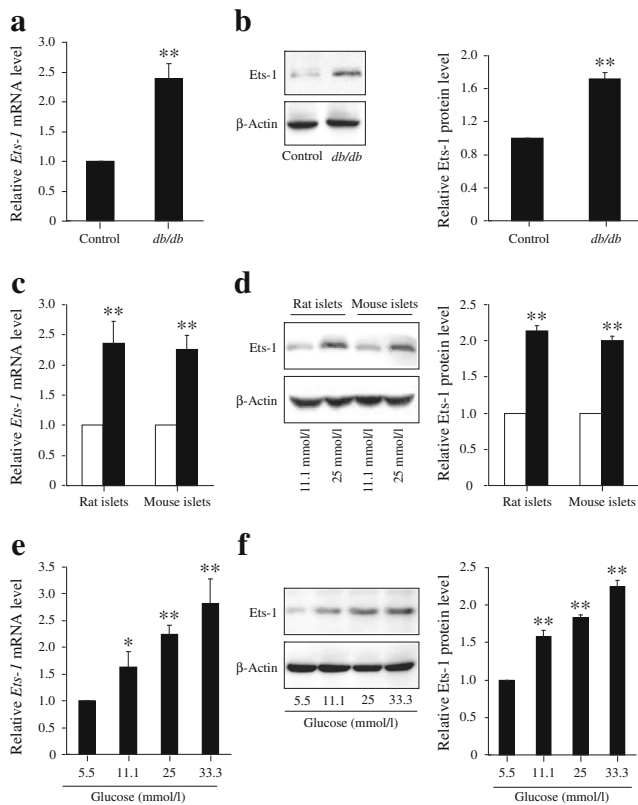 a
Relative Ets-1 mRNA level
3.0
2.5
2.0
1.5
1.0
0.5
0
**
Control
db/db
b
Ets-1
β-Actin
Control db/db
Relative Ets-1 protein level
2.0
1.6
1.2
0.8
0.4
0
**
Control
db/db
c
Relative Ets-1 mRNA level
3.0
2.5
2.0
1.5
1.0
0.5
0
**
**
Rat islets
Mouse islets
d
Rat islets Mouse islets
Ets-1
β-Actin
11.1 mmol/l
25 mmol/l
11.1 mmol/l
25 mmol/l
Relative Ets-1 protein level
2.5
2.0
1.5
1.0
0.5
0
**
**
Rat islets
Mouse islets
e
Relative Ets-1 mRNA level
3.5
3.0
2.5
2.0
1.5
1.0
0.5
0
*
**
**
5.5 11.1 25 33.3
Glucose (mmol/l)
f
Ets-1
β-Actin
5.5 11.1 25 33.3
Glucose (mmol/l)
Relative Ets-1 protein level
2.5
2.0
1.5
1.0
0.5
0
**
**
**
5.5 11.1 25 33.3
Glucose (mmol/l)